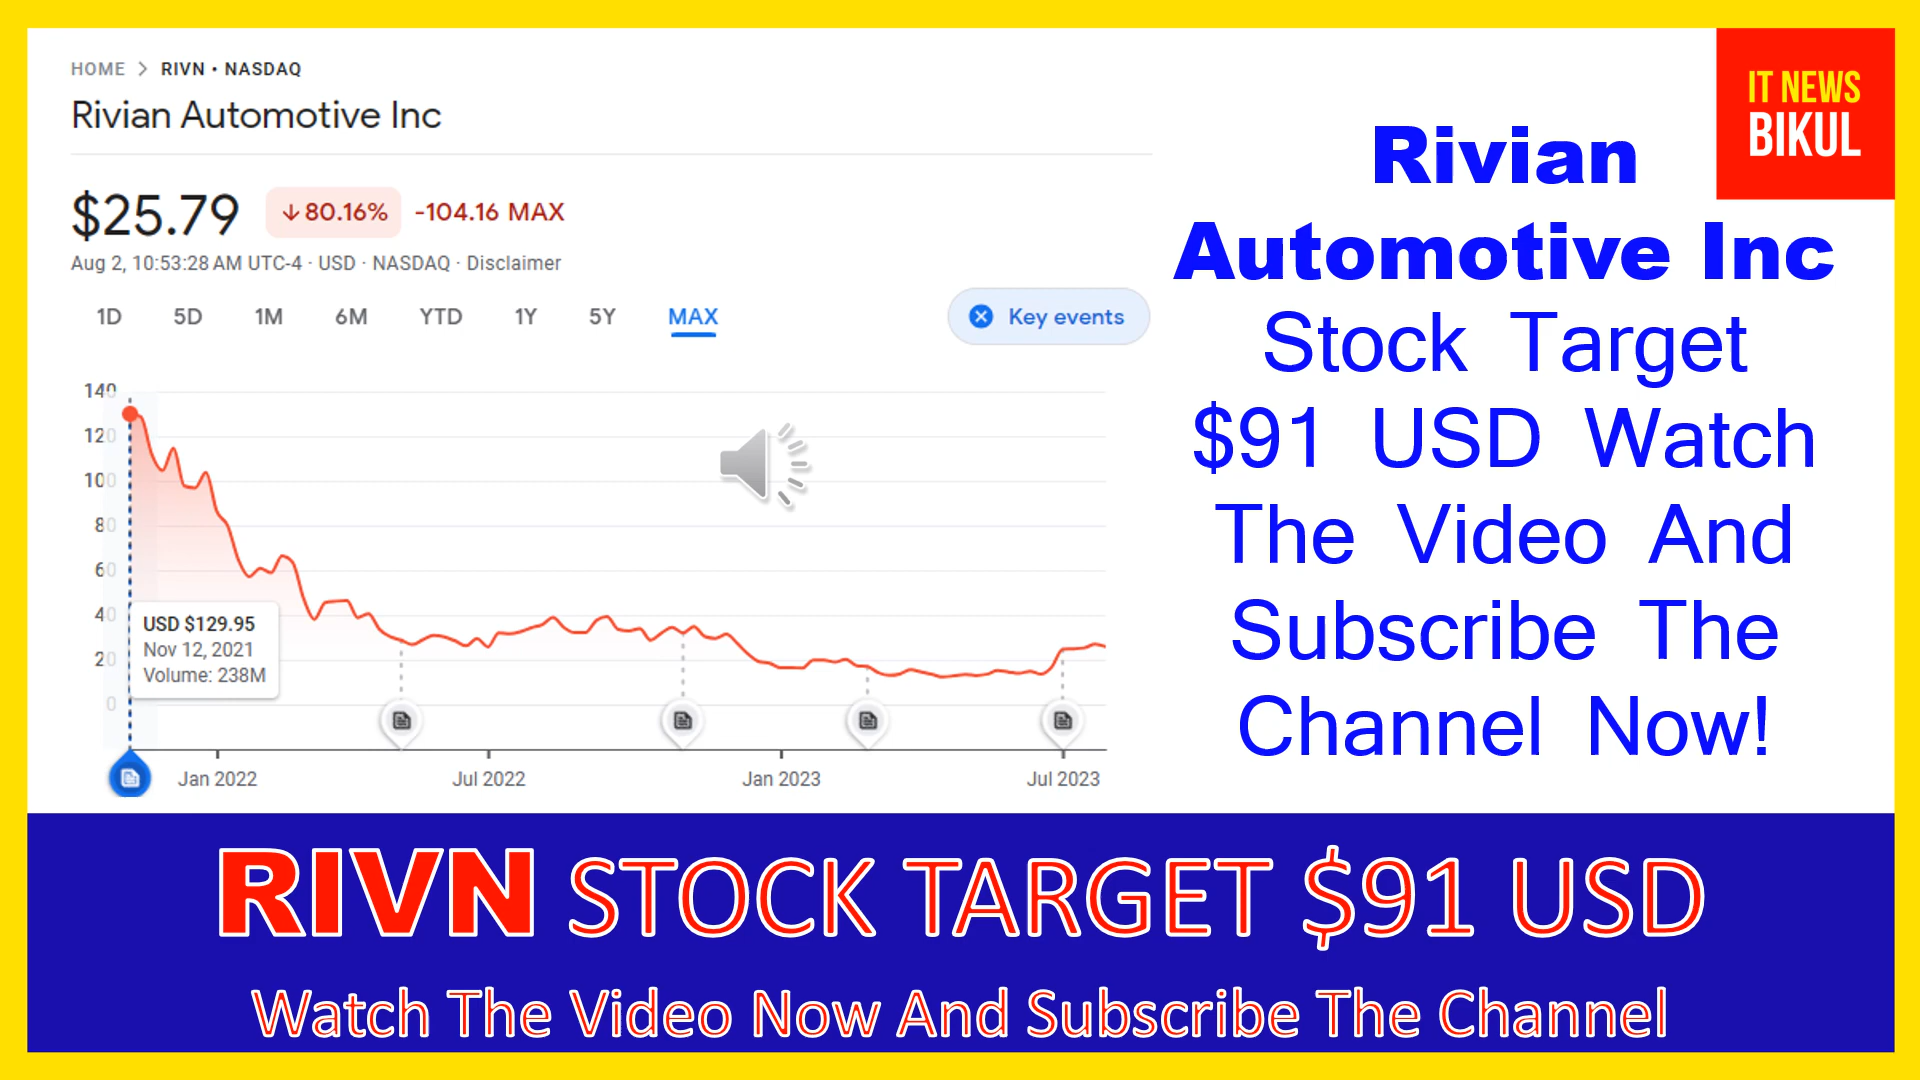 HOME > RIVN • NASDAQ
Rivian Automotive Inc
$25.79 ↓80.16% -104.16 MAX
Aug 2, 10:53:28 AM UTC-4 · USD · NASDAQ · Disclaimer
1D 5D 1M 6M YTD 1Y 5Y MAX
Key events
140
120
100
80
60
40
20
0
USD $129.95
Nov 12, 2021
Volume: 238M
Jan 2022 Jul 2022 Jan 2023 Jul 2023
IT NEWS
BIKUL
Rivian
Automotive Inc
Stock Target
$91 USD Watch
The Video And
Subscribe The
Channel Now!
RIVN STOCK TARGET $91 USD
Watch The Video Now And Subscribe The Channel